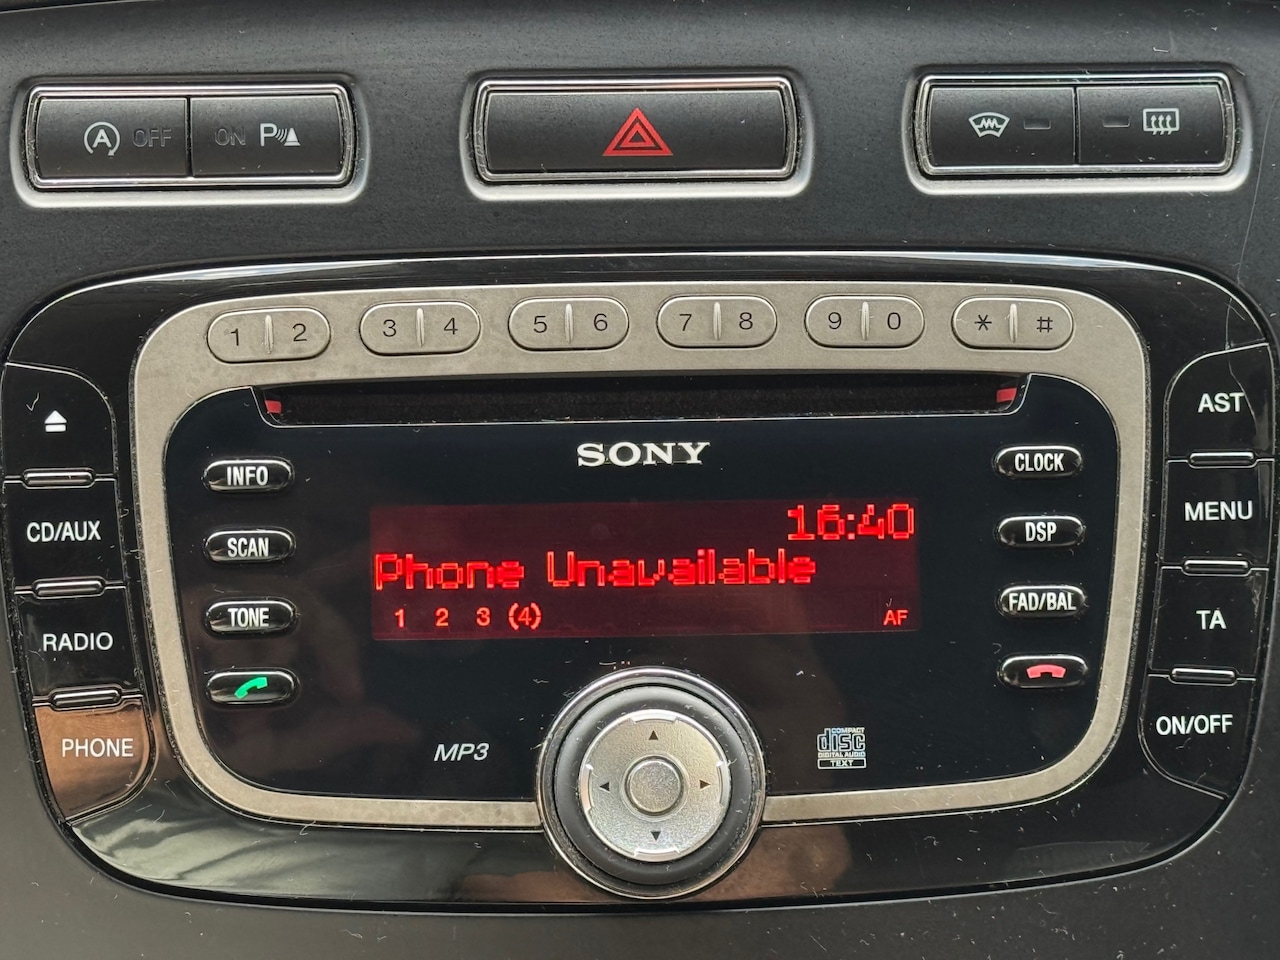 A OFF ON P
1 2 3 4 5 6 7 8 9 0 * #
SONY
INFO
SCAN
TONE
CD/AUX
RADIO
PHONE
16:40
Phone Unavailable
1 2 3 (4) AF
CLOCK
DSP
FAD/BAL
AST
MENU
TA
ON/OFF
MP3
COMPACT
disc
DIGITAL AUDIO
TEXT